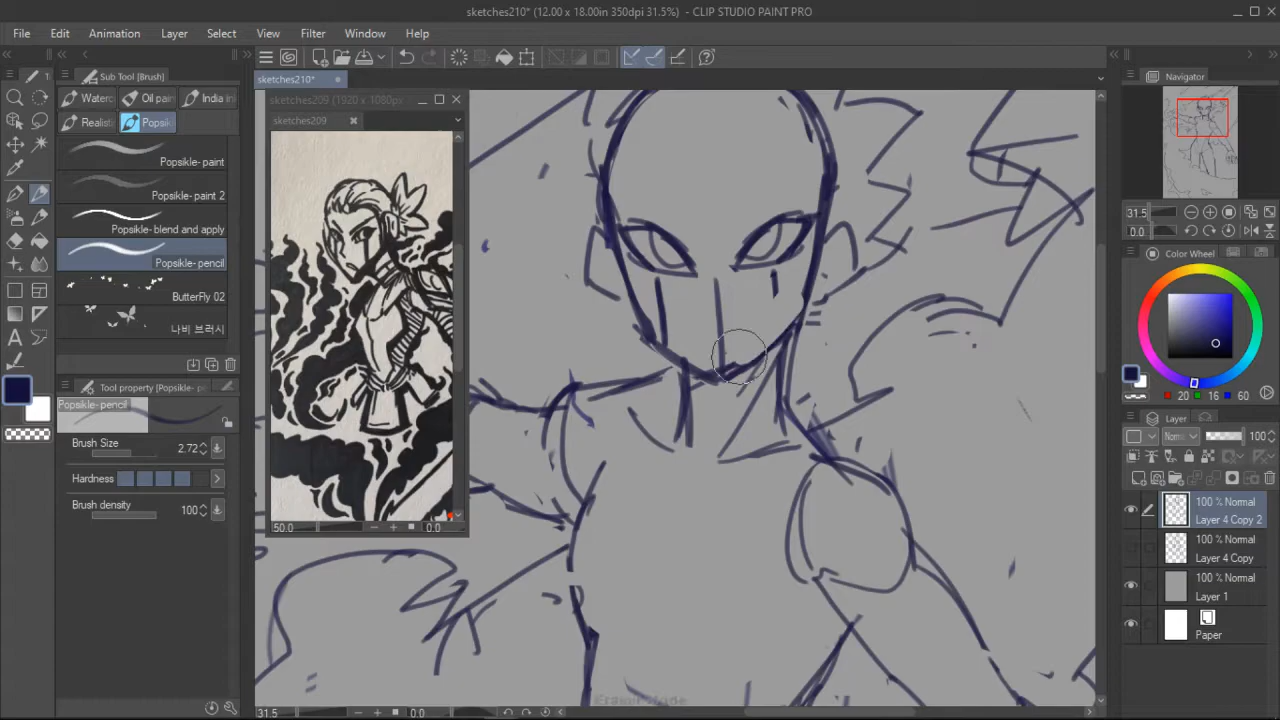 sketches210* (12.00 x 18.00in 350dpi 31.5%) - CLIP STUDIO PAINT PRO
File Edit Animation Layer Select View Filter Window Help
sketches210*
Sub Tool [Brush]
Waterc Oil pain India in
Realist Popsik
Popsikle- paint
Popsikle- paint 2
Popsikle- blend and apply
Popsikle- pencil
ButterFly 02
나비 브러시
Tool property [Popsikle- pe
Popsikle- pencil
Brush Size 2.72
Hardness
Brush density 100
sketches209 (1920 x 1080px
sketches209
50.0 0.0
31.5 0.0
Navigator
31.5
0.0
Color Wheel
20 16 60
Layer
Norma 100
100 % Normal
Layer 4 Copy 2
100 % Normal
Layer 4 Copy
100 % Normal
Layer 1
Paper